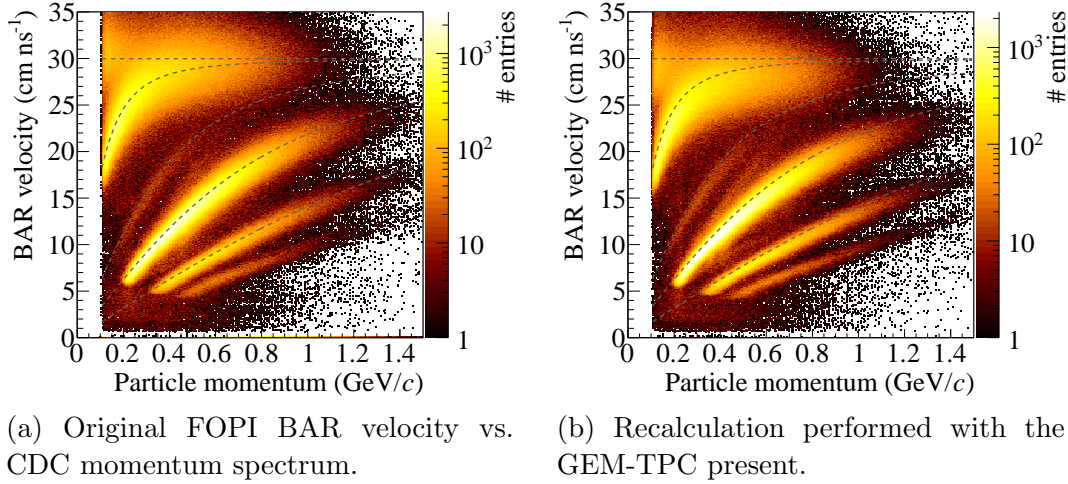 35
30
25
20
15
10
5
0
BAR velocity (cm ns⁻¹)
0 0.2 0.4 0.6 0.8 1 1.2 1.4
Particle momentum (GeV/c)
10³
10²
10
1
# entries
35
30
25
20
15
10
5
0
BAR velocity (cm ns⁻¹)
0 0.2 0.4 0.6 0.8 1 1.2 1.4
Particle momentum (GeV/c)
10³
10²
10
1
# entries
(a) Original FOPI BAR velocity vs.
CDC momentum spectrum.
(b) Recalculation performed with the
GEM-TPC present.